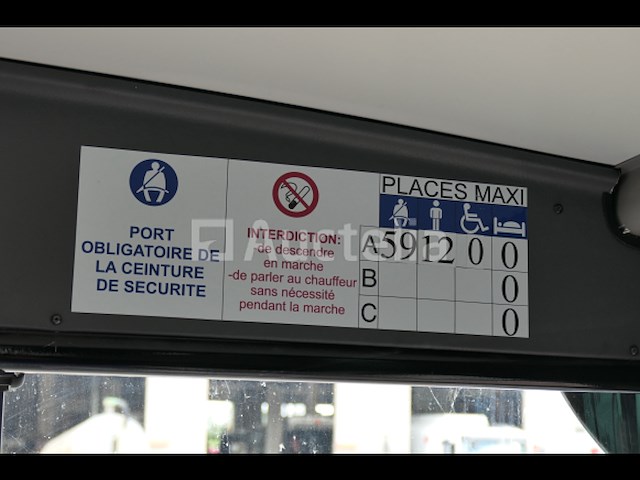 PORT
OBLIGATOIRE DE
LA CEINTURE
DE SECURITE
INTERDICTION:
-de descendre
en marche
-de parler au chauffeur
sans nécessité
pendant la marche
PLACES MAXI
A 59 12 0 0
B 0
C 0